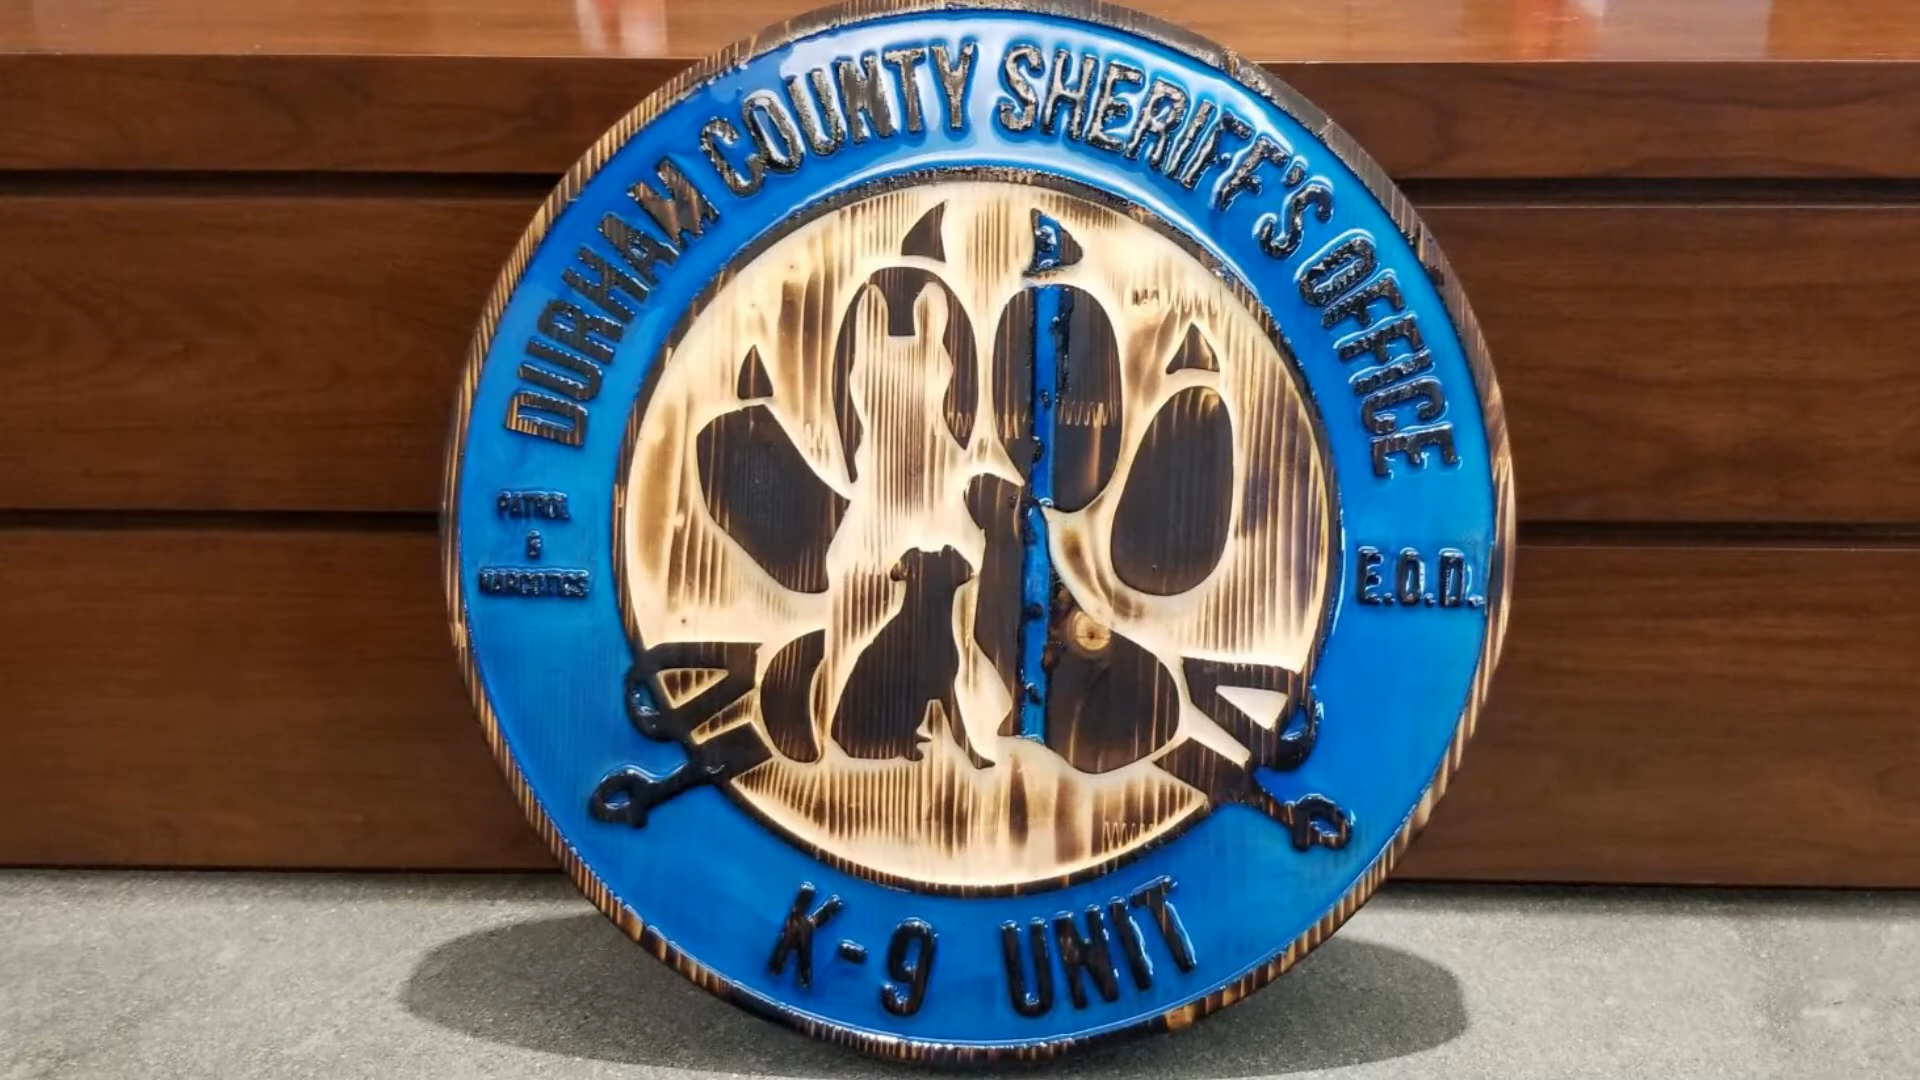 DURHAM COUNTY SHERIFF'S OFFICE
PATROL
&
NARCOTICS
E.O.D.
K-9 UNIT